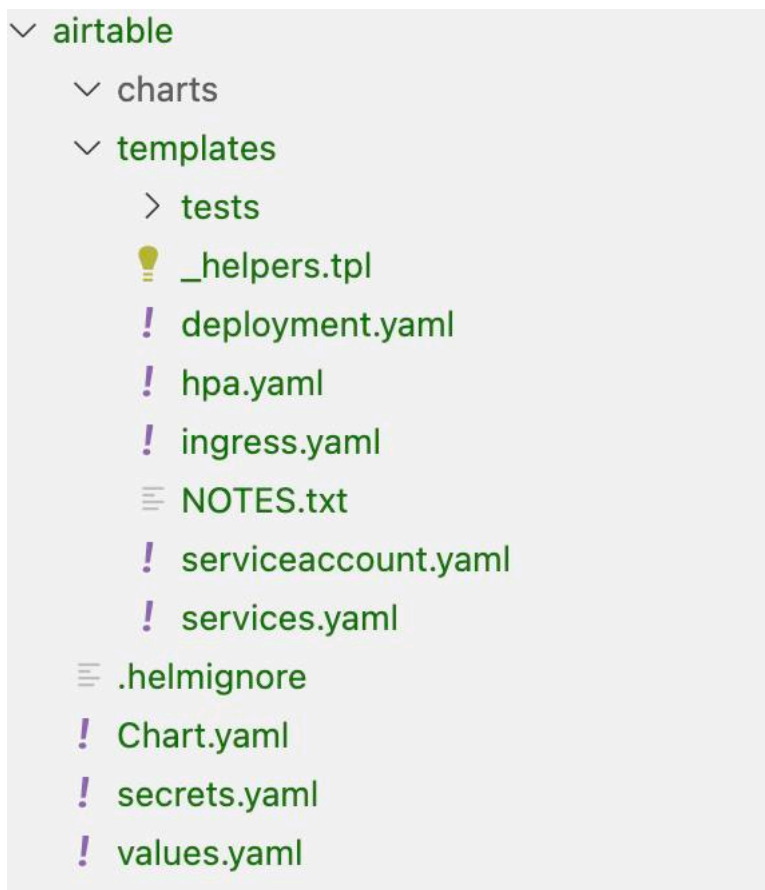 airtable
charts
templates
tests
_helpers.tpl
deployment.yaml
hpa.yaml
ingress.yaml
NOTES.txt
serviceaccount.yaml
services.yaml
.helmignore
Chart.yaml
secrets.yaml
values.yaml